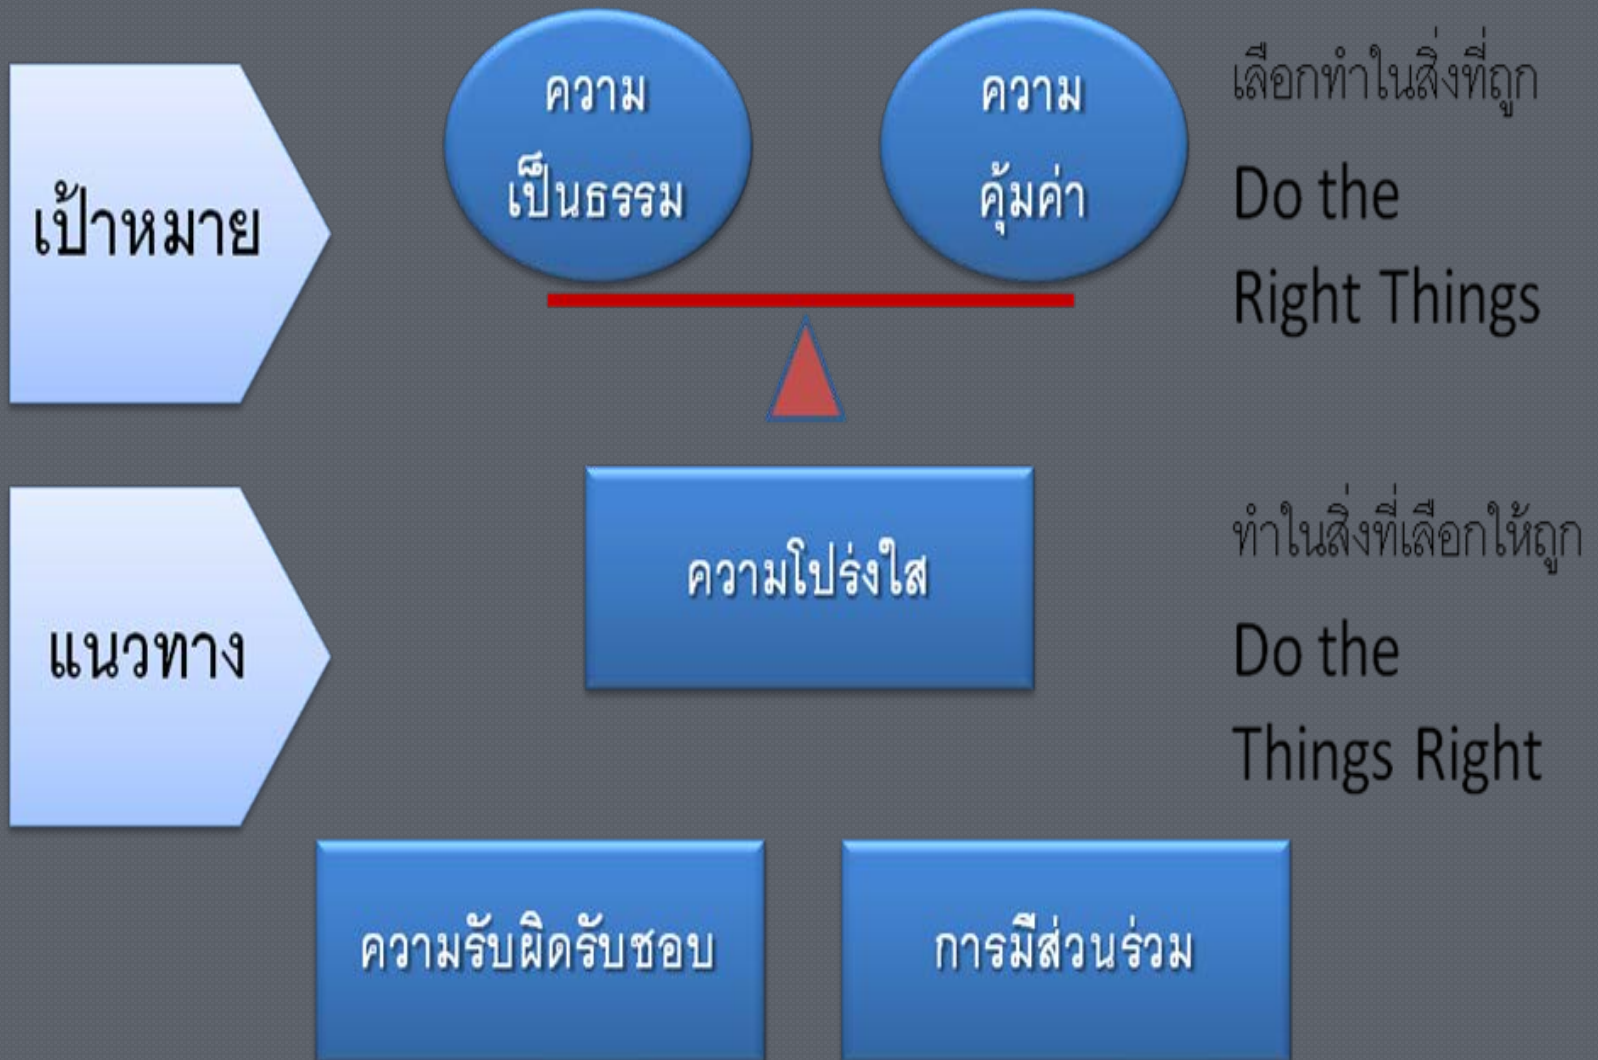 เป้าหมาย
ความ
เป็นธรรม
ความ
คุ้มค่า
เลือกทำในสิ่งที่ถูก
Do the
Right Things
แนวทาง
ความโปร่งใส
ทำในสิ่งที่เลือกให้ถูก
Do the
Things Right
ความรับผิดรับชอบ
การมีส่วนร่วม